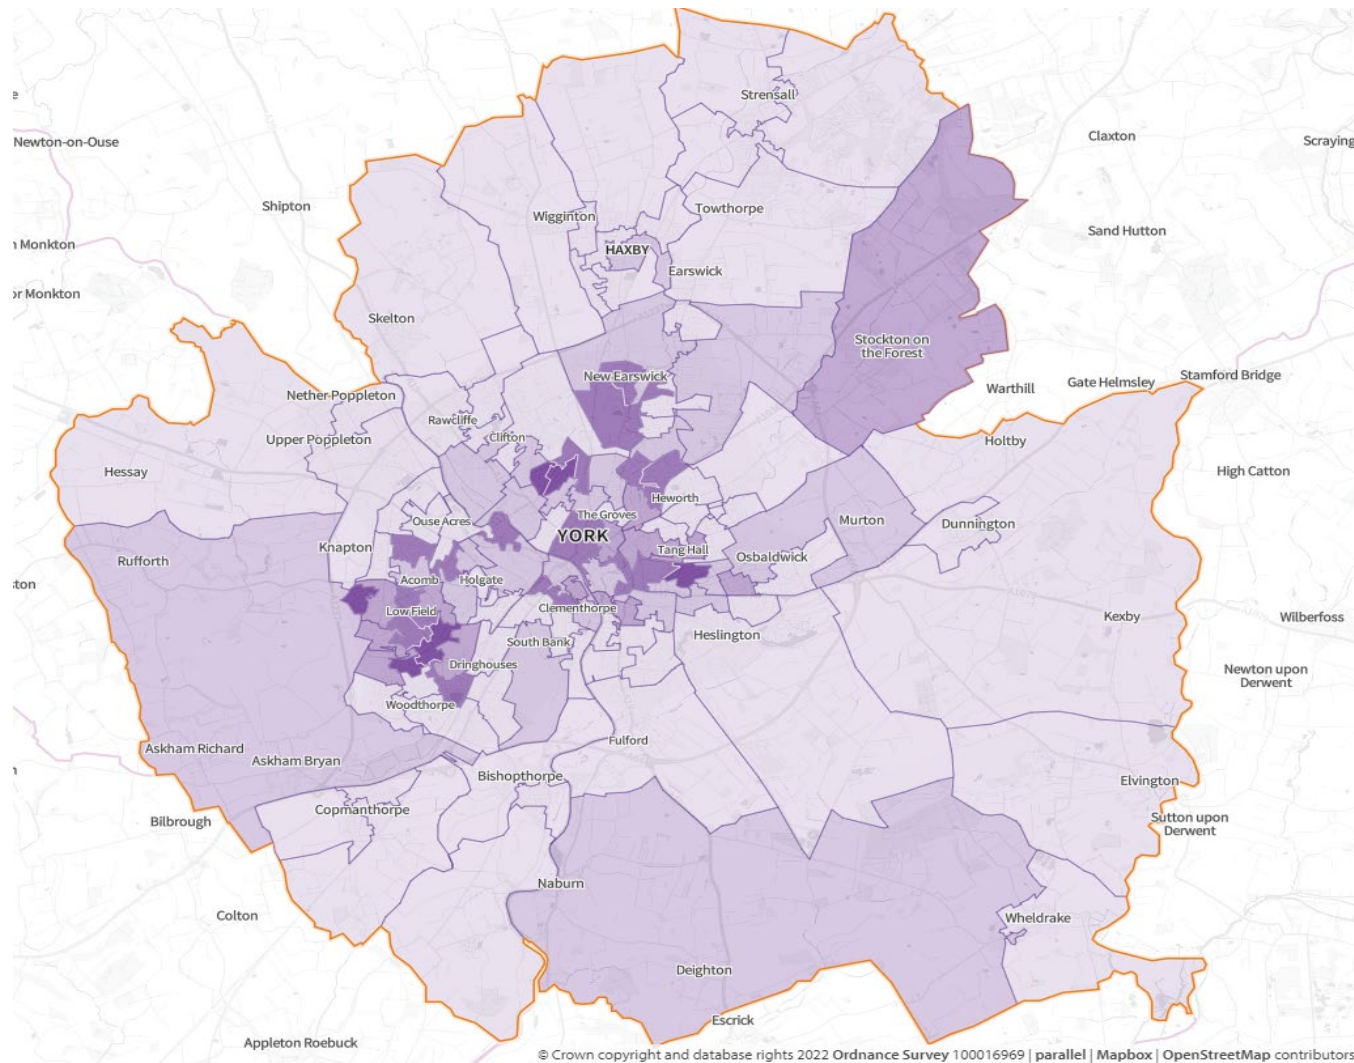 Strensall
Claxton
Newton-on-Ouse
Scraying
Shipton
Wigginton
Towthorpe
Sand Hutton
Monkton
HAXBY
Earswick
or Monkton
Skelton
Stockton on
the Forest
New Earswick
Warthill
Gate Helmsley
Stamford Bridge
Nether Poppleton
Rawcliffe
Clifton
Upper Poppleton
Holtby
Hessay
High Catton
Heworth
The Groves
Ouse Acres
Murton
Dunnington
YORK
Knapton
Tang Hall
Osbaldwick
Rufforth
Acomb
Holgate
ston
Low Field
Clementhorpe
Kexby
Wilberfoss
South Bank
Heslington
Dringhouses
Newton upon
Derwent
Woodthorpe
Fulford
Askham Richard
Askham Bryan
Bishopthorpe
Elvington
Copmanthorpe
Bilbrough
Sutton upon
Derwent
Naburn
Colton
Wheldrake
Deighton
Escrick
Appleton Roebuck
© Crown copyright and database rights 2022 Ordnance Survey 100016969 | parallel | Mapbox | OpenStreetMap contributors